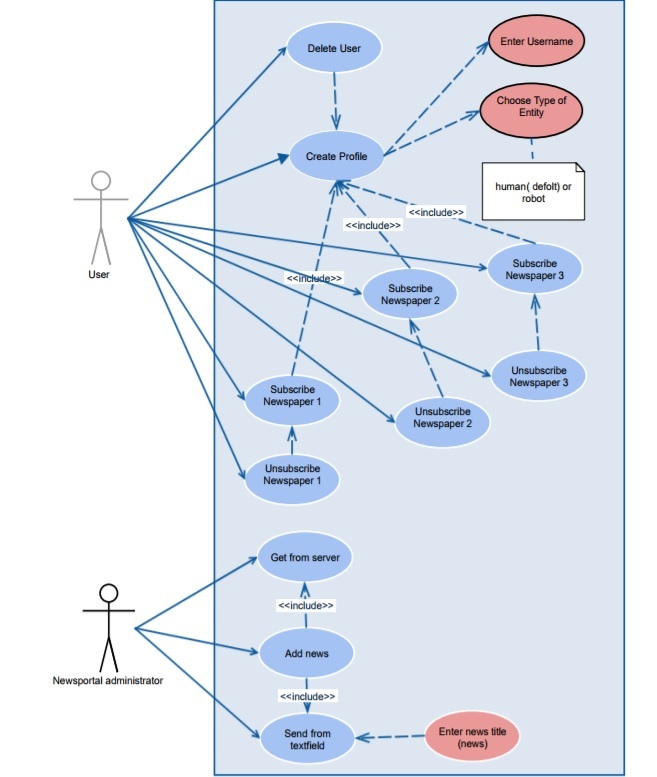 Delete User
Enter Username
Choose Type of
Entity
Create Profile
human( defolt) or
robot
<<include>>
<<include>>
User
Subscribe
Newspaper 3
<<include>>
Subscribe
Newspaper 2
Unsubscribe
Newspaper 3
Subscribe
Newspaper 1
Unsubscribe
Newspaper 2
Unsubscribe
Newspaper 1
Get from server
<<include>>
Add news
Newsportal administrator
<<include>>
Send from
textfield
Enter news title
(news)